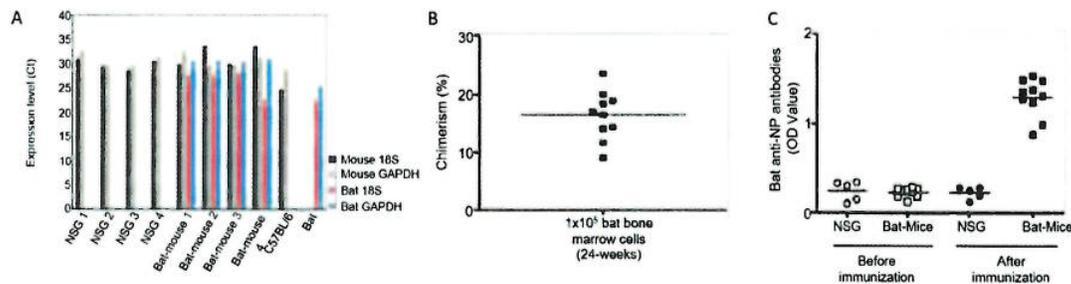 A
Expression level (Ct)
40
35
30
25
20
15
10
5
0
NSG 1
NSG 2
NSG 3
NSG 4
Bat-mouse 1
Bat-mouse 2
Bat-mouse 3
Bat-mouse 4
C57BL/6
Bat
Mouse 18S
Mouse GAPDH
Bat 18S
Bat GAPDH
B
Chimerism (%)
30
20
10
0
1x10⁵ bat bone
marrow cells
(24-weeks)
C
Bat anti-NP antibodies
(OD Value)
2
1
0
NSG Bat-Mice NSG Bat-Mice
Before immunization
After immunization